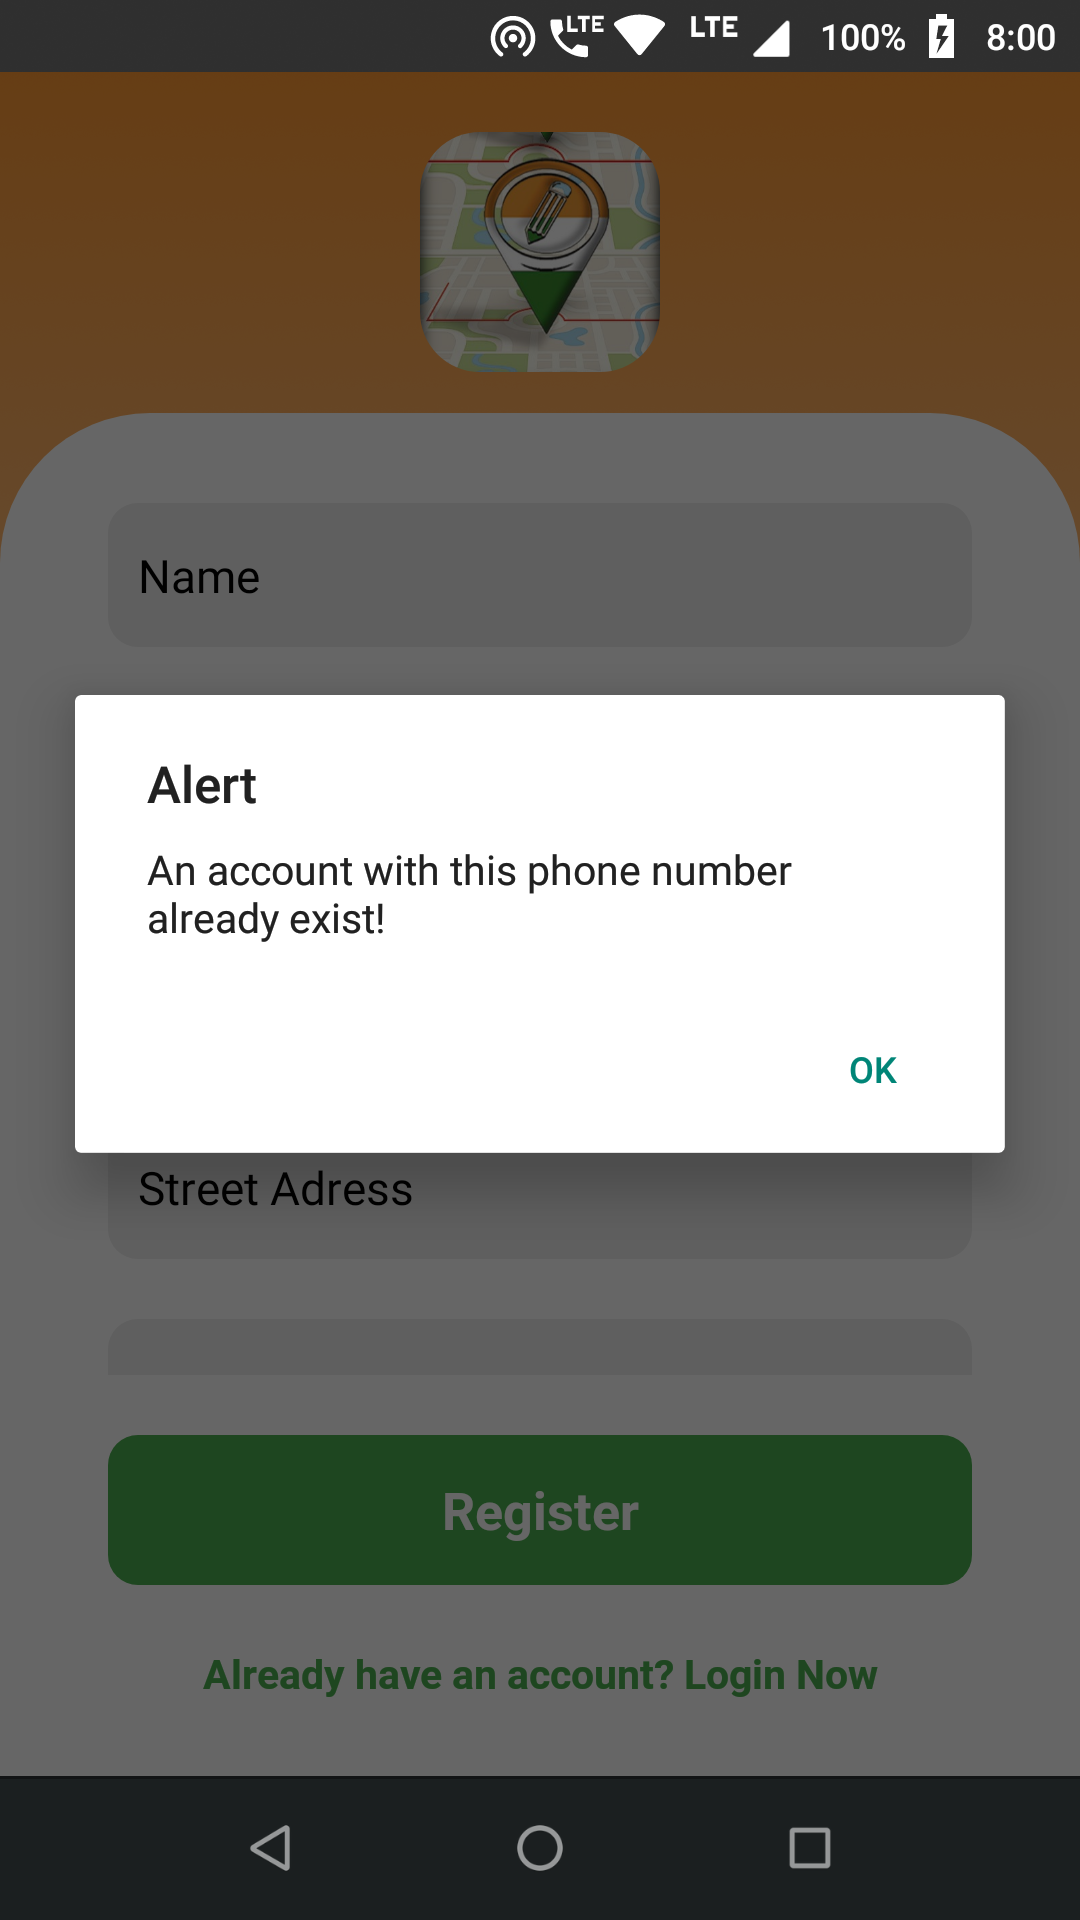 LTE LTE 100% 8:00
Name
Alert
An account with this phone number
already exist!
OK
Street Adress
Register
Already have an account? Login Now